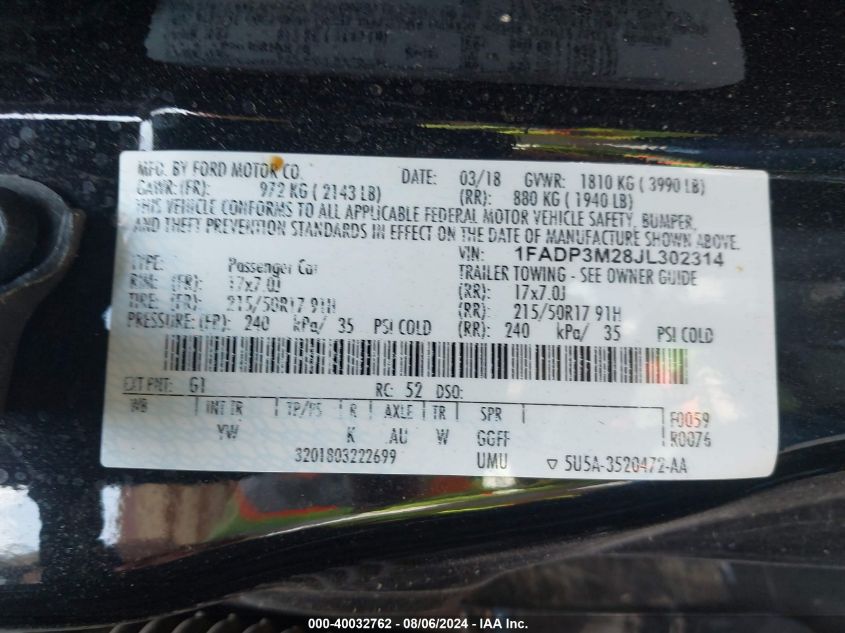 MFD. BY FORD MOTOR CO. DATE: 03/18 GVWR: 1810 KG ( 3990 LB)
GAWR: (FR): 972 KG ( 2143 LB) (RR): 880 KG ( 1940 LB)
THIS VEHICLE CONFORMS TO ALL APPLICABLE FEDERAL MOTOR VEHICLE SAFETY, BUMPER,
AND THEFT PREVENTION STANDARDS IN EFFECT ON THE DATE OF MANUFACTURE SHOWN ABOVE.
VIN: 1FADP3M28JL302314
TYPE: Passenger Car TRAILER TOWING - SEE OWNER GUIDE
RIM: (FR): 17x7.0J (RR): 17x7.0J
TIRE: (FR): 215/50R17 91H (RR): 215/50R17 91H
PRESSURE: (FR): 240 kPa/ 35 PSI COLD (RR): 240 kPa/ 35 PSI COLD
EXT PNT: G1 RC: 52 DSO:
WB INT TR TP/PS R AXLE TR SPR F0059
YW K AU W GGFF R0076
3201803222699 UMU ▽ 5U5A-3520472-AA
000-40032762 - 08/06/2024 - IAAI.com